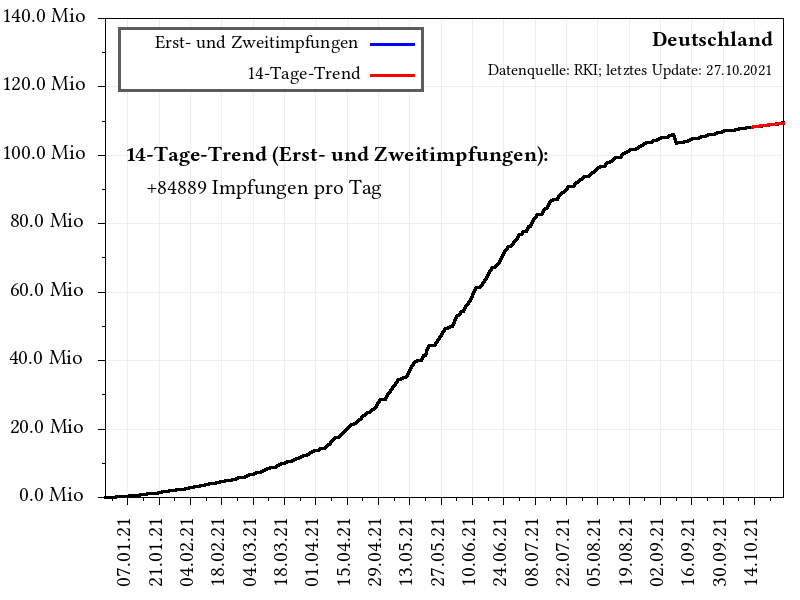 140.0 Mio
120.0 Mio
100.0 Mio
80.0 Mio
60.0 Mio
40.0 Mio
20.0 Mio
0.0 Mio
Erst- und Zweitimpfungen
14-Tage-Trend
Deutschland
Datenquelle: RKI; letztes Update: 27.10.2021
14-Tage-Trend (Erst- und Zweitimpfungen):
+84889 Impfungen pro Tag
07.01.21
21.01.21
04.02.21
18.02.21
04.03.21
18.03.21
01.04.21
15.04.21
29.04.21
13.05.21
27.05.21
10.06.21
24.06.21
08.07.21
22.07.21
05.08.21
19.08.21
02.09.21
16.09.21
30.09.21
14.10.21